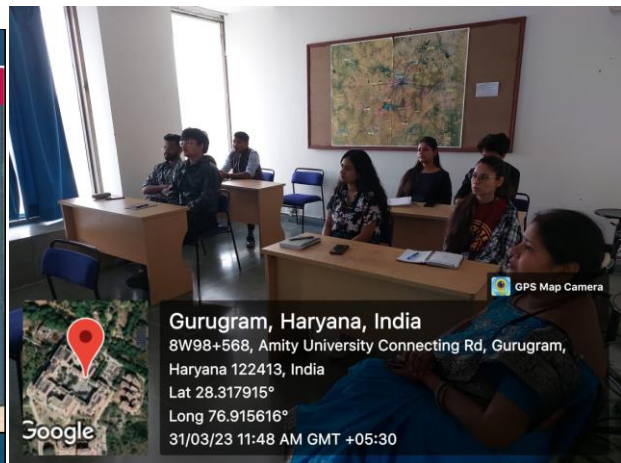 GPS Map Camera
Gurugram, Haryana, India
8W98+568, Amity University Connecting Rd, Gurugram,
Haryana 122413, India
Lat 28.317915°
Long 76.915616°
31/03/23 11:48 AM GMT +05:30
Google